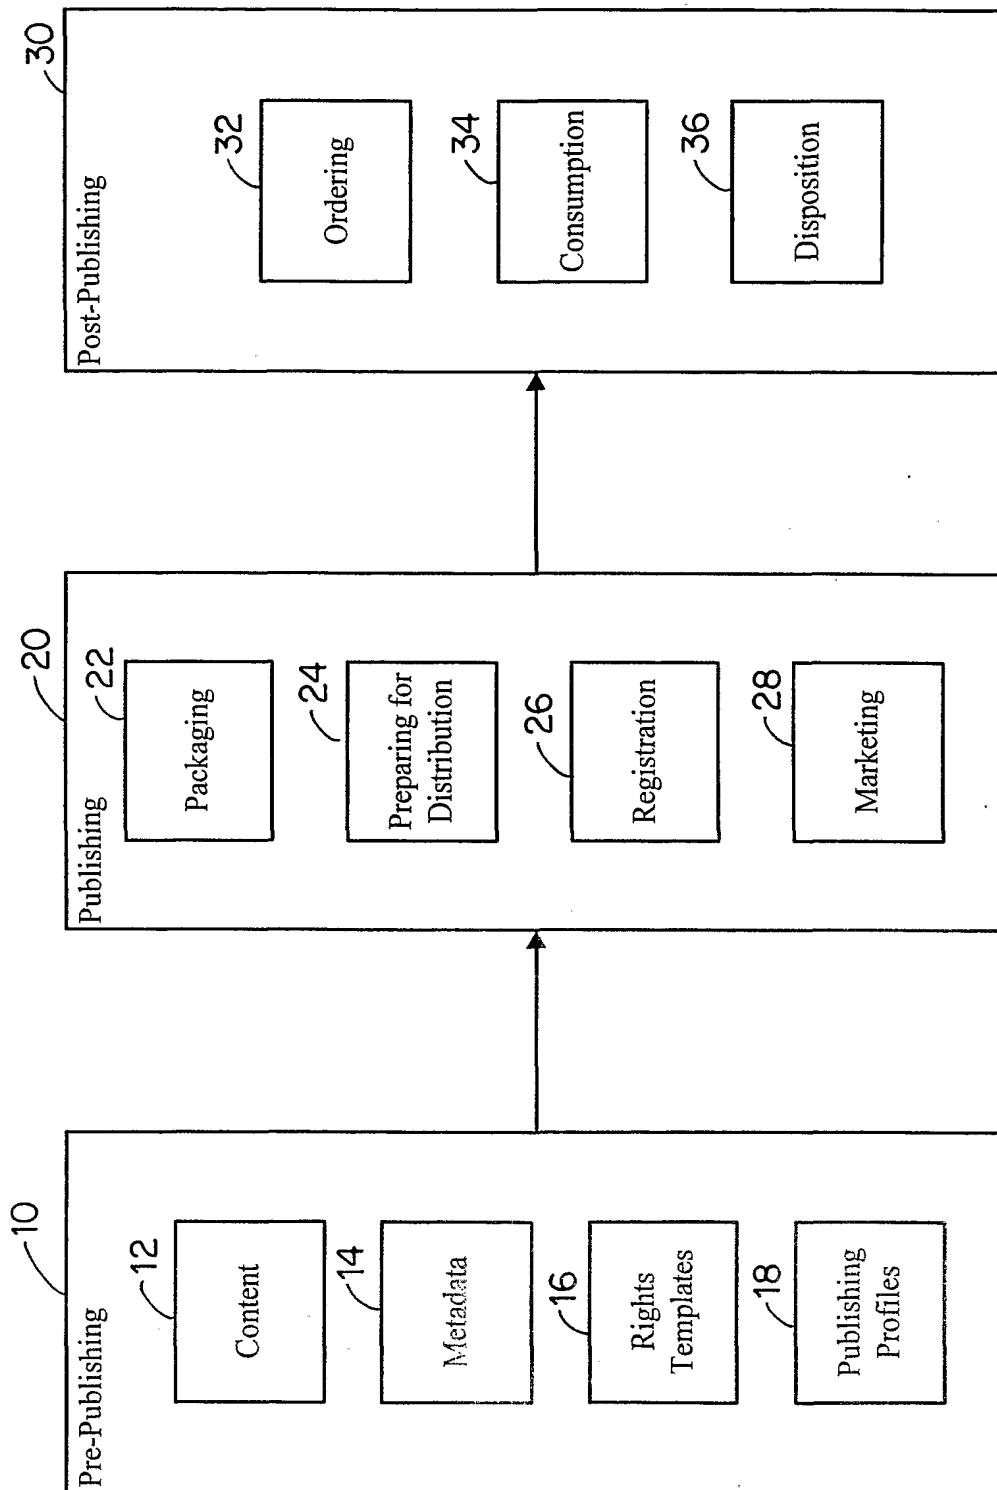 10
Pre-Publishing
12
Content
14
Metadata
16
Rights
Templates
18
Publishing
Profiles
20
Publishing
22
Packaging
24
Preparing for
Distribution
26
Registration
28
Marketing
30
Post-Publishing
32
Ordering
34
Consumption
36
Disposition